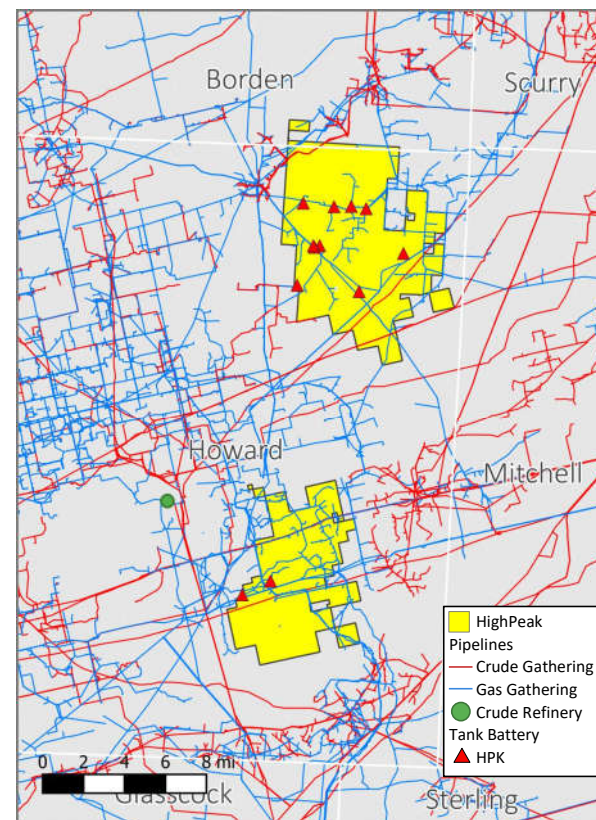 Borden
Scurry
Howard
Mitchell
HighPeak
Pipelines
Crude Gathering
Gas Gathering
Crude Refinery
Tank Battery
HPK
0 2 4 6 8 mi
Glasscock
Sterling